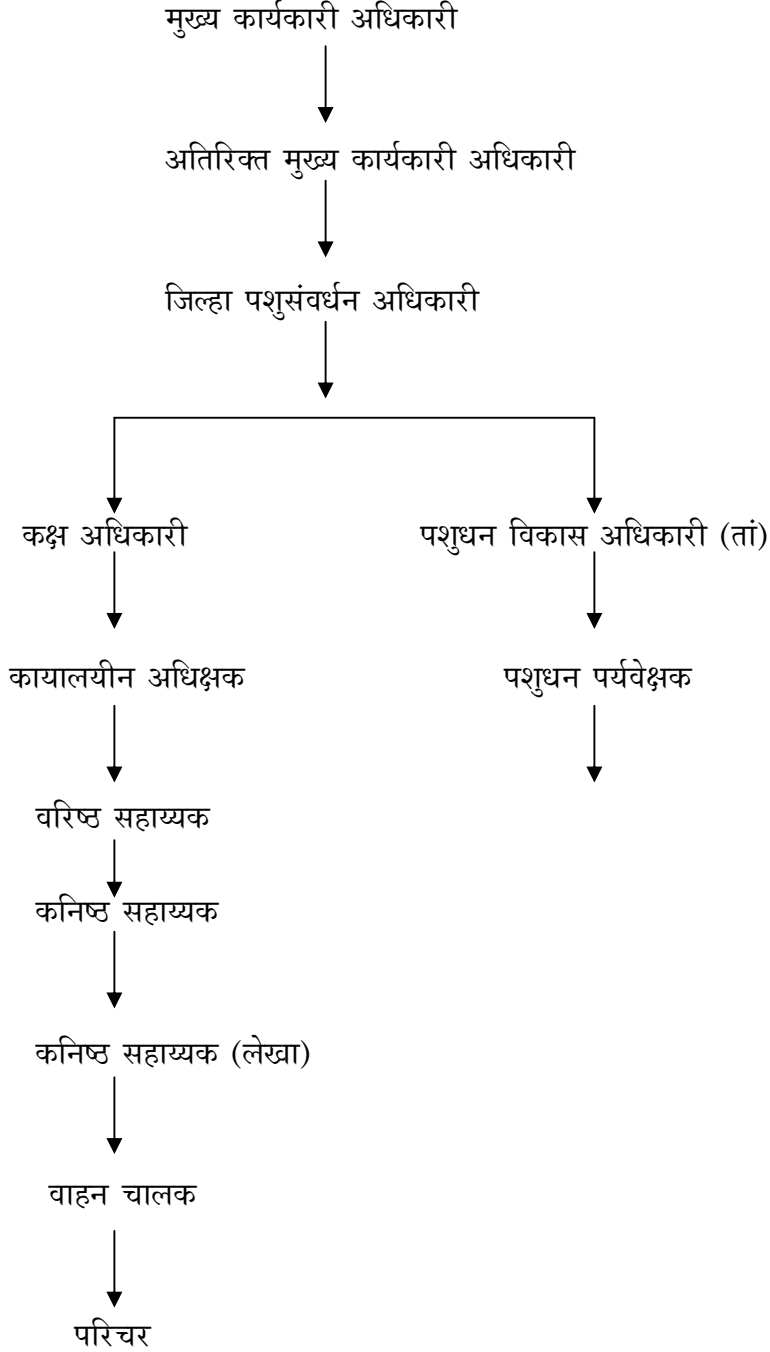 मुख्य कार्यकारी अधिकारी
अतिरिक्त मुख्य कार्यकारी अधिकारी
जिल्हा पशुसंवर्धन अधिकारी
कक्ष अधिकारी
पशुधन विकास अधिकारी (तां)
कायालयीन अधिक्षक
पशुधन पर्यवेक्षक
वरिष्ठ सहाय्यक
कनिष्ठ सहाय्यक
कनिष्ठ सहाय्यक (लेखा)
वाहन चालक
परिचर